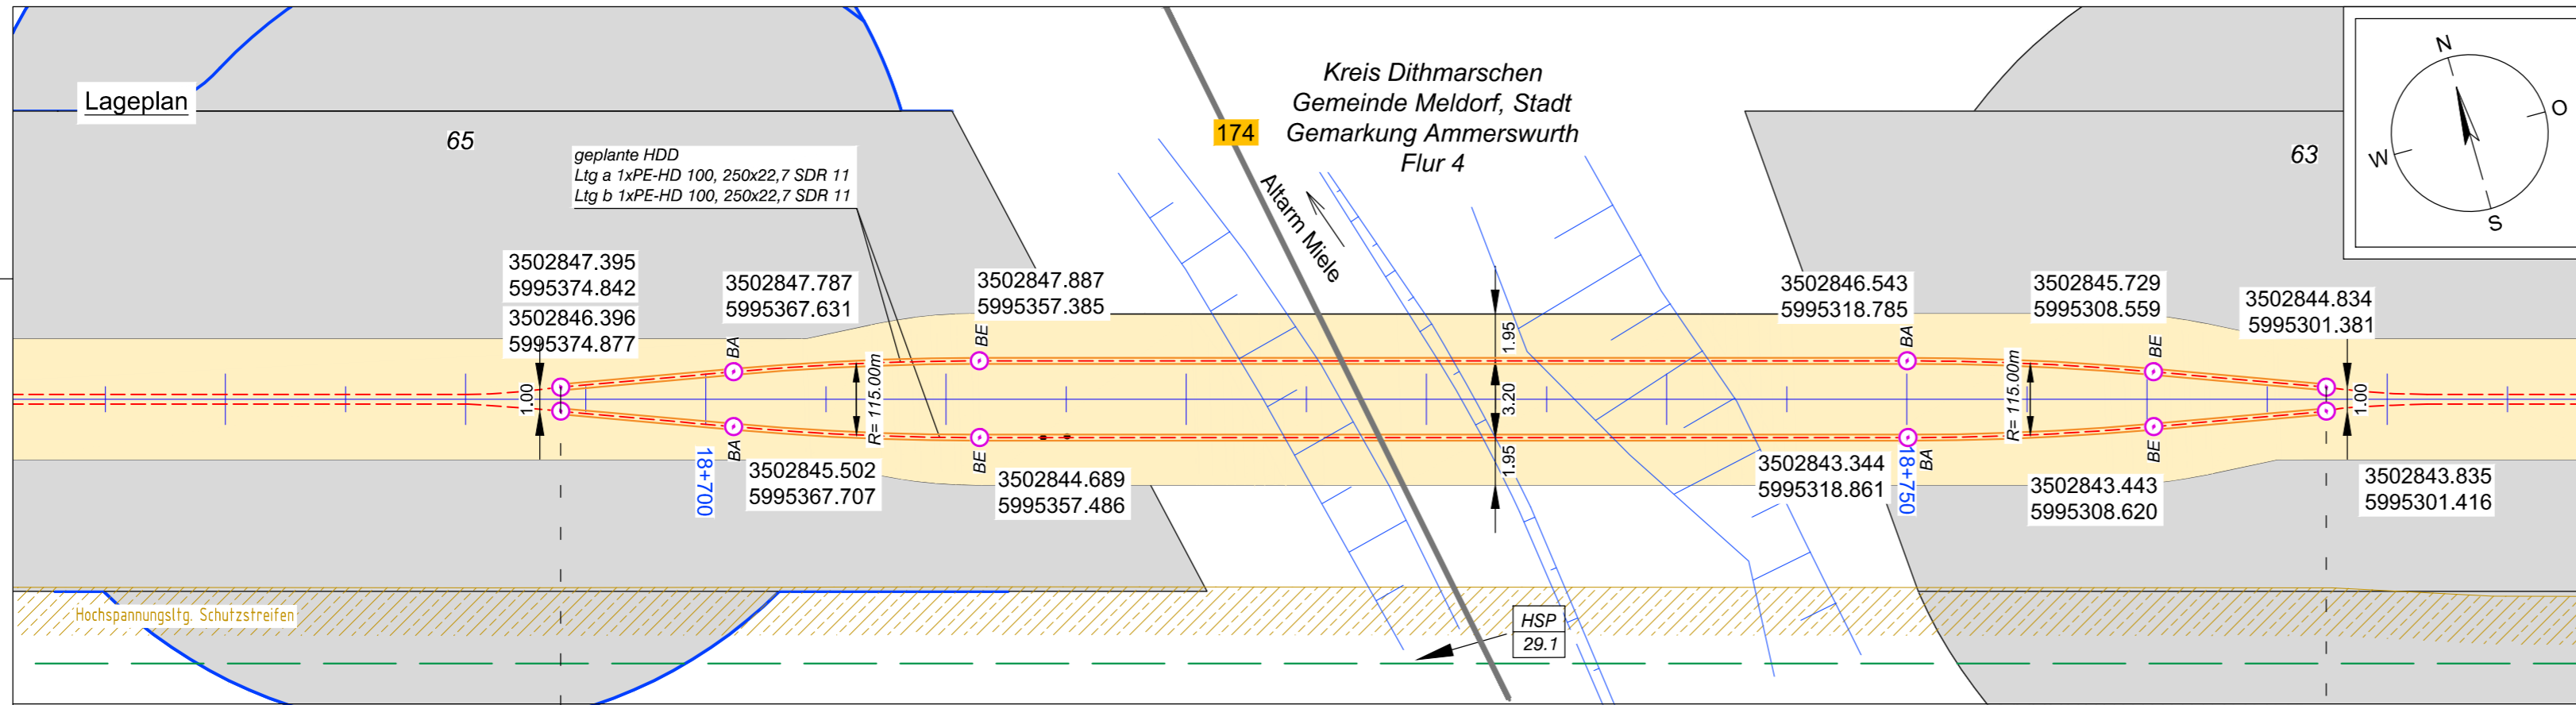 Lageplan
65
geplante HDD
Ltg a 1xPE-HD 100, 250x22,7 SDR 11
Ltg b 1xPE-HD 100, 250x22,7 SDR 11
174
Kreis Dithmarschen
Gemeinde Meldorf, Stadt
Gemarkung Ammerswurth
Flur 4
Altarm Miele
63
N
O
W
S
3502847.395
5995374.842
3502846.396
5995374.877
3502847.787
5995367.631
3502847.887
5995357.385
3502846.543
5995318.785
3502845.729
5995308.559
3502844.834
5995301.381
BA
BE
BA
BE
1.00
R= 115.00m
1.95
3.20
1.95
R= 115.00m
1.00
BA
BE
BA
BE
18+700
3502845.502
5995367.707
3502844.689
5995357.486
3502843.344
5995318.861
18+750
3502843.443
5995308.620
3502843.835
5995301.416
Hochspannungsltg. Schutzstreifen
HSP
29.1